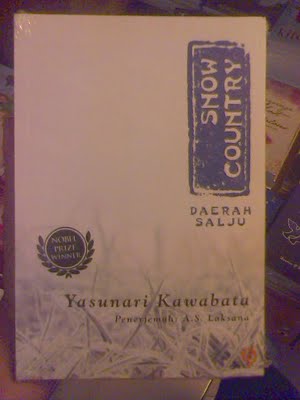 SNOW
COUNTRY
DAERAH
SALJU
NOBEL
PRIZE
WINNER
Yasunari Kawabata
Penerjemah: A.S. Laksana